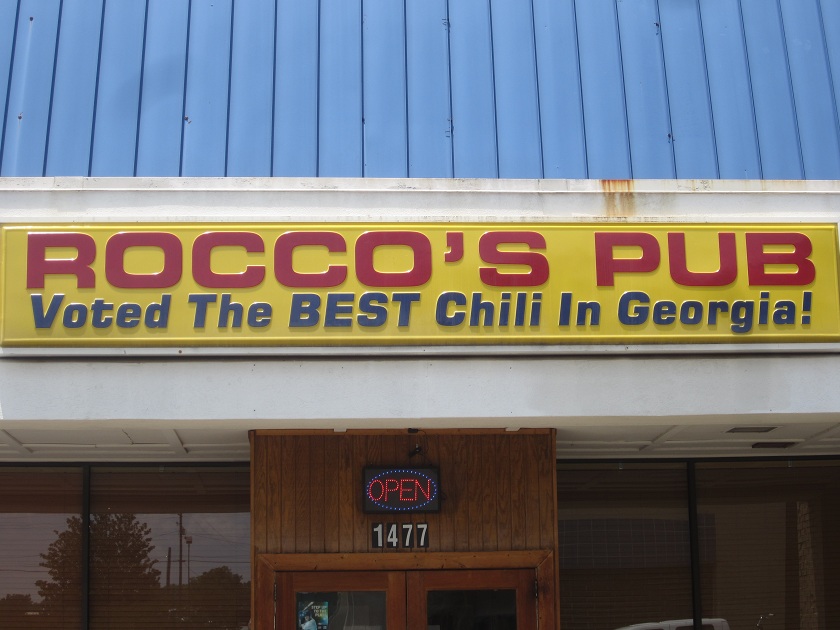 ROCCO'S PUB
Voted The BEST Chili In Georgia!
OPEN
1477